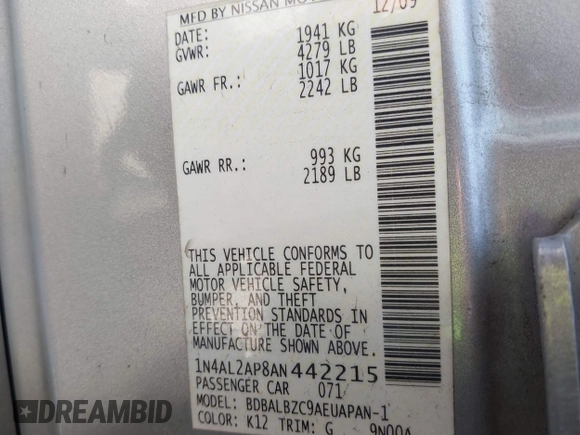 MFD BY NISSAN MOT
DATE: 12/09
GVWR: 1941 KG
4279 LB
GAWR FR.: 1017 KG
2242 LB
GAWR RR.: 993 KG
2189 LB
THIS VEHICLE CONFORMS TO
ALL APPLICABLE FEDERAL
MOTOR VEHICLE SAFETY,
BUMPER, AND THEFT
PREVENTION STANDARDS IN
EFFECT ON THE DATE OF
MANUFACTURE SHOWN ABOVE.
1N4AL2AP8AN442215
PASSENGER CAR 071
MODEL: BDBALBZC9AEUAPAN-1
COLOR: K12 TRIM: G 9N00A
DREAMBID